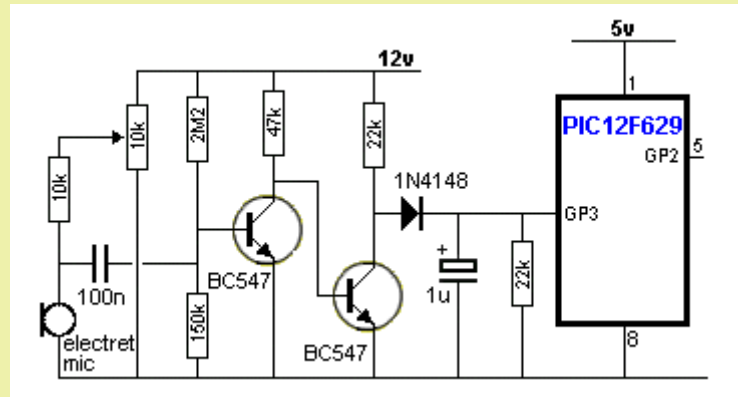 5v
12v
1
PIC12F629
10k
2M2
47k
22k
5
GP2
10k
1N4148
GP3
+
BC547
22k
100n
1u
150k
electret
mic
BC547
8